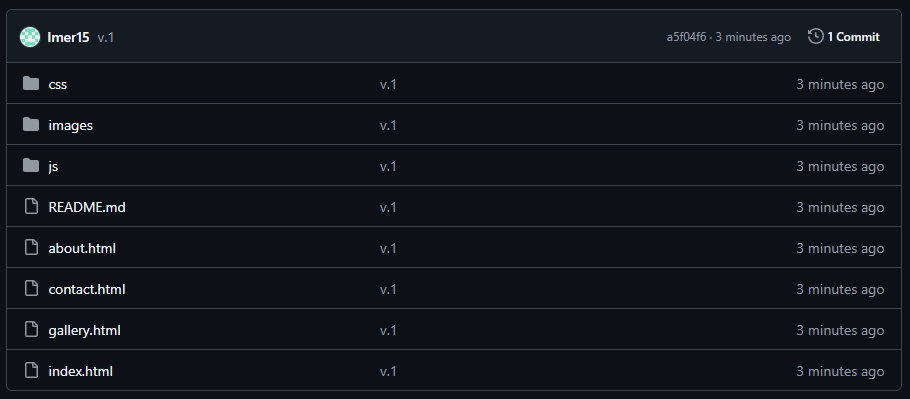 lmer15 v.1 a5f04f6 · 3 minutes ago 1 Commit
css v.1 3 minutes ago
images v.1 3 minutes ago
js v.1 3 minutes ago
README.md v.1 3 minutes ago
about.html v.1 3 minutes ago
contact.html v.1 3 minutes ago
gallery.html v.1 3 minutes ago
index.html v.1 3 minutes ago